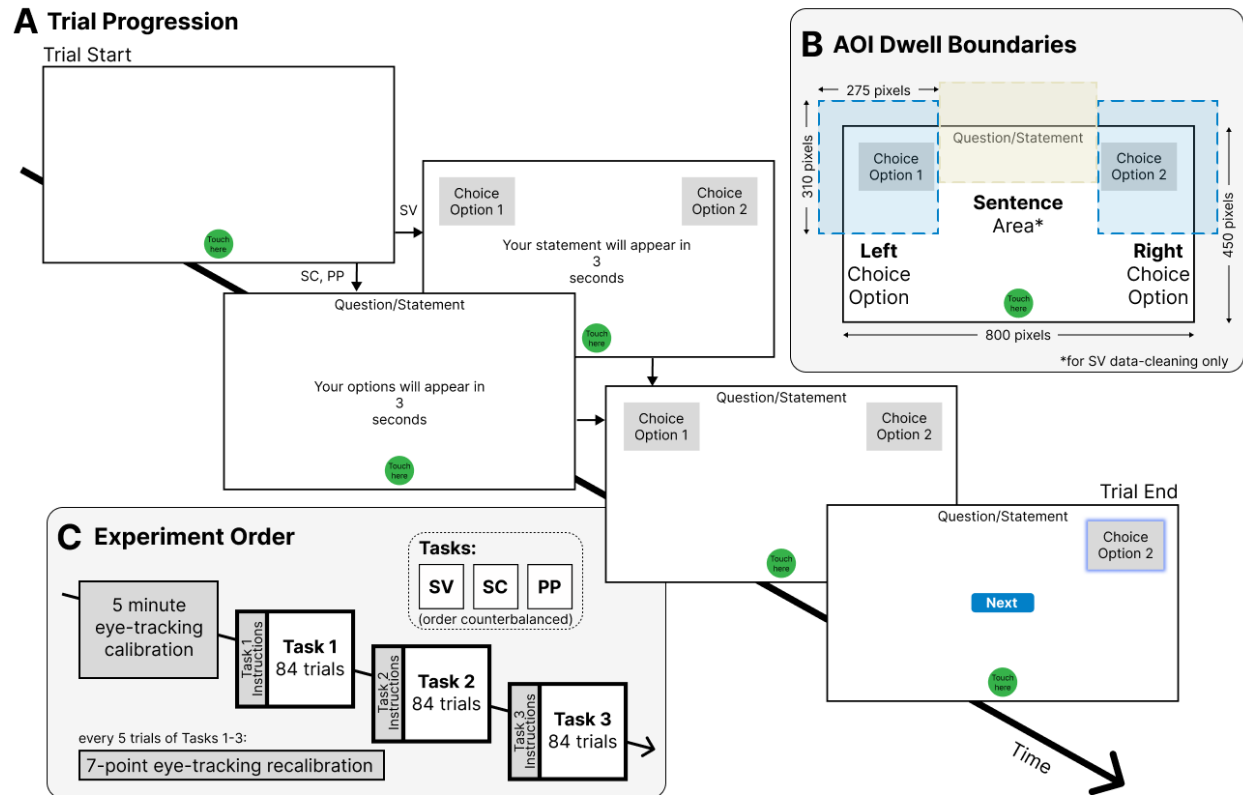 A Trial Progression
Trial Start
Touch
here
SV
SC, PP
Choice
Option 1
Choice
Option 2
Your statement will appear in
3
seconds
Touch
here
Question/Statement
Your options will appear in
3
seconds
Touch
here
Question/Statement
Choice
Option 1
Choice
Option 2
Touch
here
Trial End
Question/Statement
Choice
Option 2
Next
Touch
here
Time
B AOI Dwell Boundaries
275 pixels
310 pixels
Question/Statement
Choice
Option 1
Choice
Option 2
Sentence
Area*
Left
Choice
Option
Right
Choice
Option
450 pixels
Touch
here
800 pixels
*for SV data-cleaning only
C Experiment Order
Tasks:
SV SC PP
(order counterbalanced)
5 minute
eye-tracking
calibration
Task 1
Instructions
Task 1
84 trials
Task 2
Instructions
Task 2
84 trials
Task 3
Instructions
Task 3
84 trials
every 5 trials of Tasks 1-3:
7-point eye-tracking recalibration